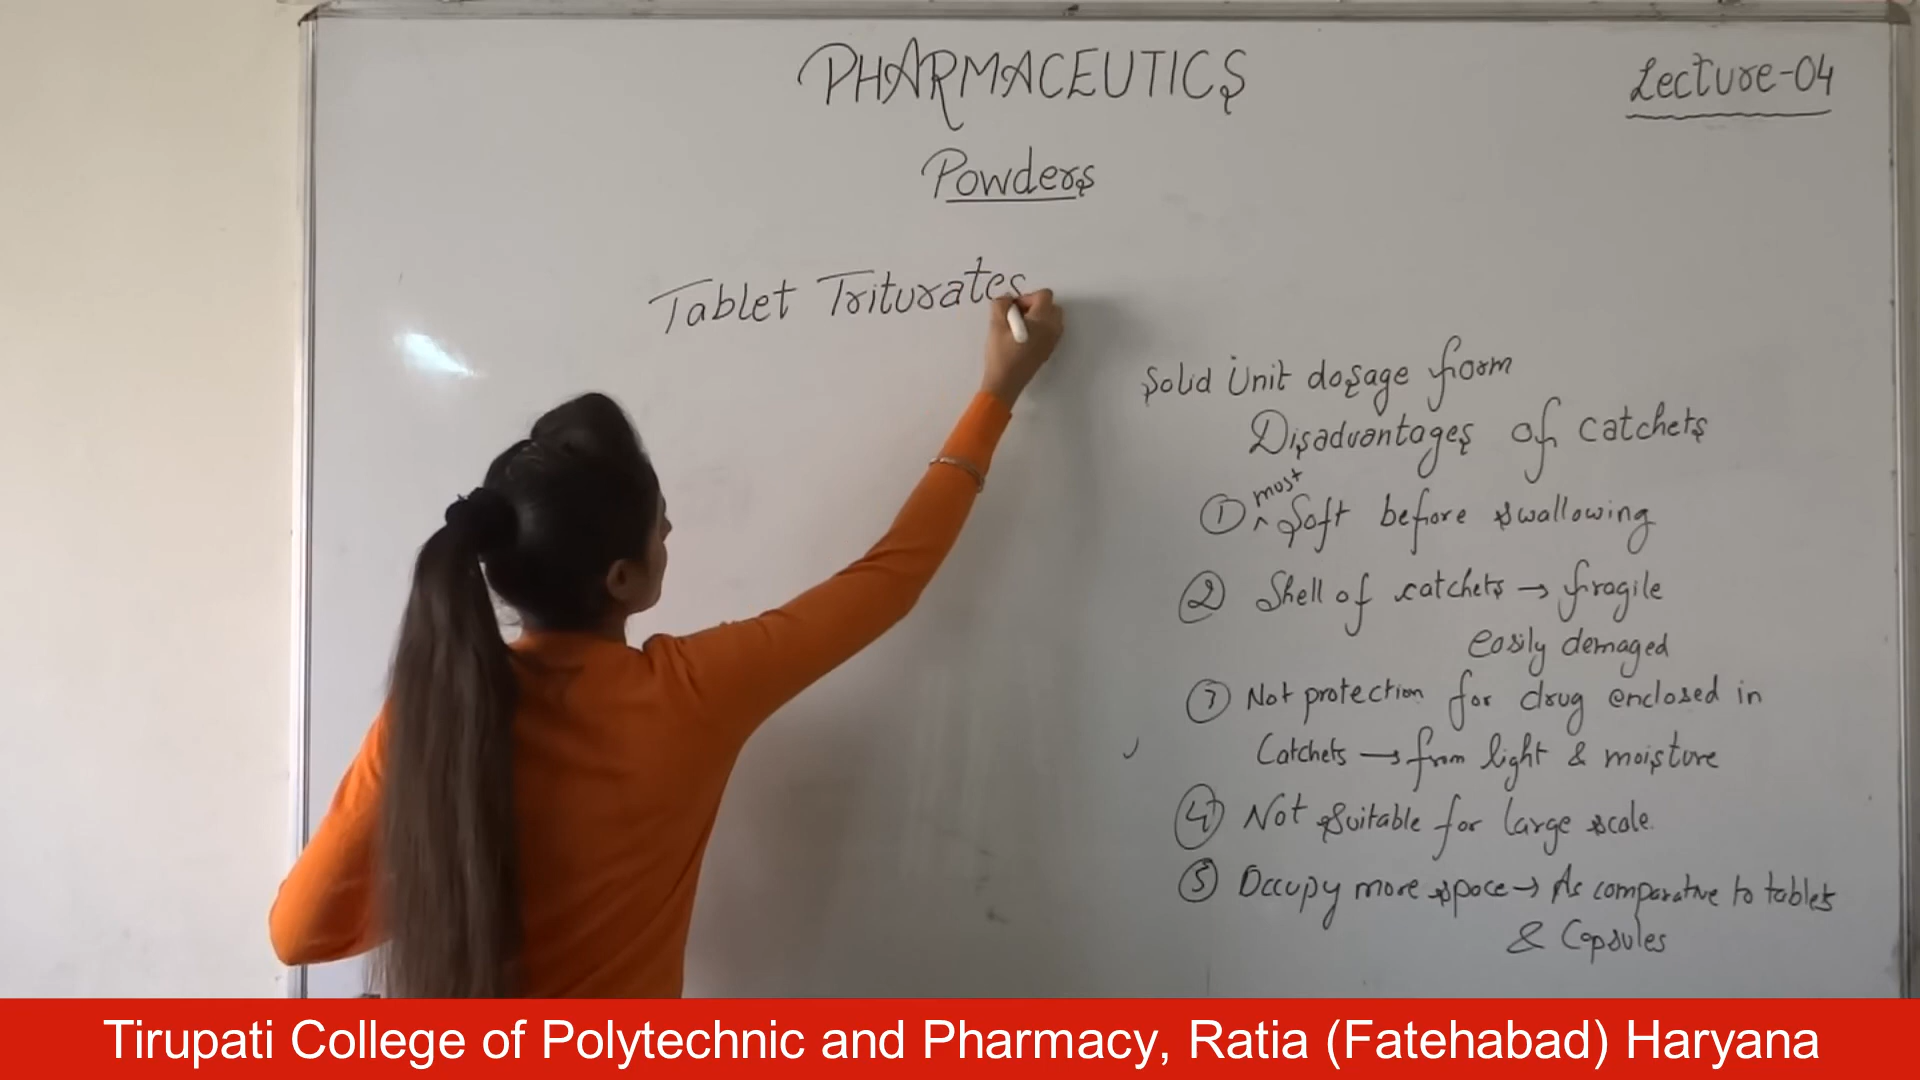 PHARMACEUTICS
Lecture-04
Powders
Tablet Triturates
Solid Unit dosage form
Disadvantages of catchets
① most ^ Soft before swallowing
② Shell of catchets → fragile
easily demaged
③ Not protection for drug enclosed in
Catchets → from light & moisture
④ Not suitable for large scale.
⑤ Occupy more space → As comparative to tablets
& Capsules
Tirupati College of Polytechnic and Pharmacy, Ratia (Fatehabad) Haryana